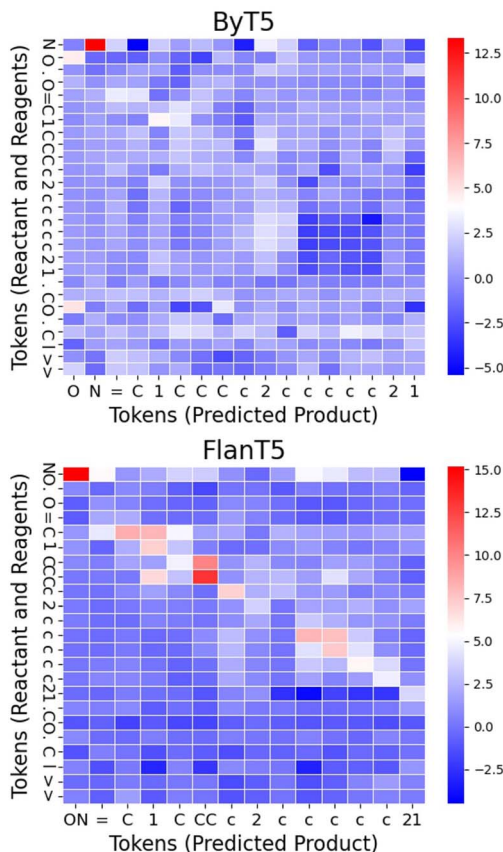 ByT5
Tokens (Reactant and Reagents)
N O . O = C 1 C C C c 2 c c c c c 2 1 . C O . C l > >
O N = C 1 C C C c 2 c c c c c 2 1
Tokens (Predicted Product)
12.5
10.0
7.5
5.0
2.5
0.0
−2.5
−5.0
FlanT5
Tokens (Reactant and Reagents)
NO . O = C 1 C CC c 2 c c c c c 21 . CO . C l > >
ON = C 1 C CC c 2 c c c c c 21
Tokens (Predicted Product)
15.0
12.5
10.0
7.5
5.0
2.5
0.0
−2.5